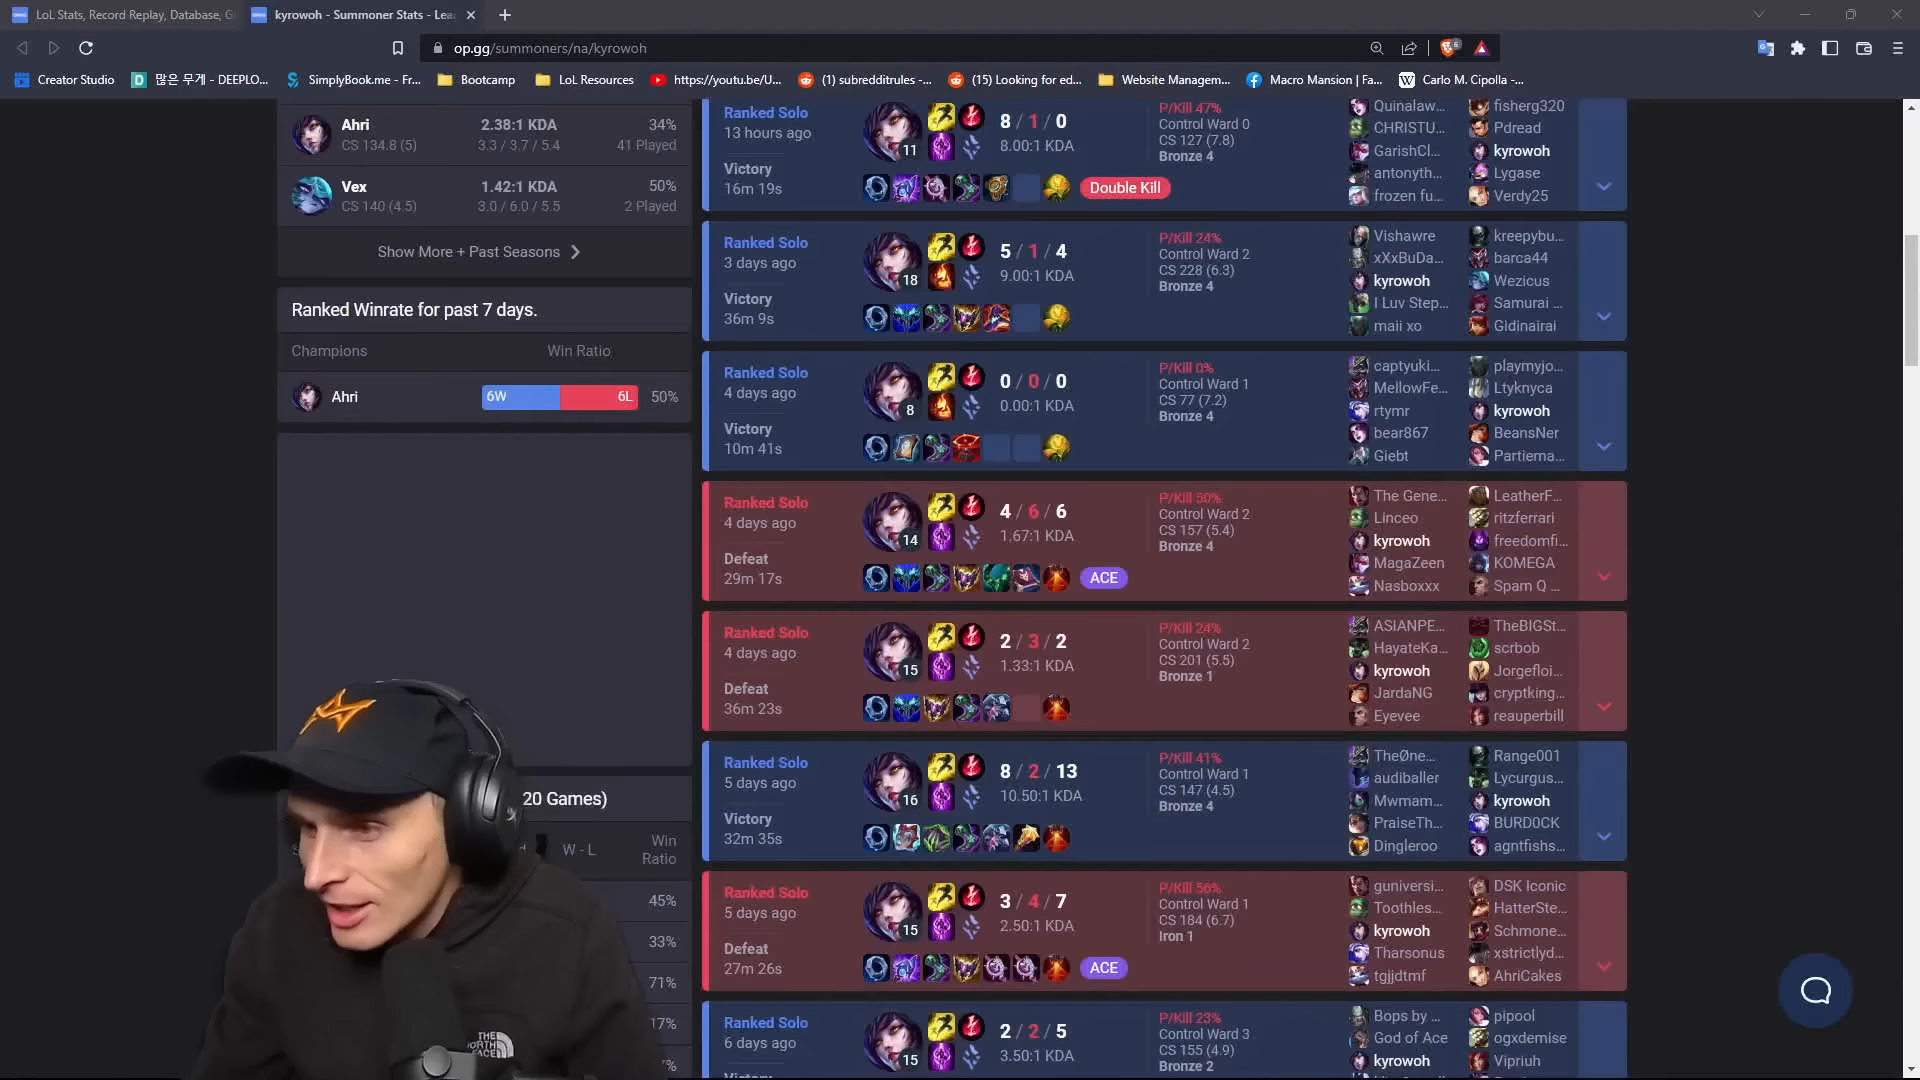 LoL Stats, Record Replay, Database, G
kyrowoh - Summoner Stats - Lea
op.gg/summoners/na/kyrowoh
6
Creator Studio
많은 무게 - DEEPLO...
SimplyBook.me - Fr...
Bootcamp
LoL Resources
https://youtu.be/U...
(1) subredditrules -...
(15) Looking for ed...
Website Managem...
Macro Mansion | Fa...
Carlo M. Cipolla -...
Ahri
CS 134.8 (5)
2.38:1 KDA
3.3 / 3.7 / 5.4
34%
41 Played
Vex
CS 140 (4.5)
1.42:1 KDA
3.0 / 6.0 / 5.5
50%
2 Played
Show More + Past Seasons
Ranked Winrate for past 7 days.
Champions
Win Ratio
Ahri
6W
6L
50%
20 Games)
W - L
Win
Ratio
45%
33%
71%
17%
THE
NORTH
FACE
Ranked Solo
13 hours ago
Victory
16m 19s
11
8 / 1 / 0
8.00:1 KDA
Double Kill
P/Kill 47%
Control Ward 0
CS 127 (7.8)
Bronze 4
Quinalaw...
CHRISTU...
GarishCl...
antonyth...
frozen fu...
fisherg320
Pdread
kyrowoh
Lygase
Verdy25
Ranked Solo
3 days ago
Victory
36m 9s
18
5 / 1 / 4
9.00:1 KDA
P/Kill 24%
Control Ward 2
CS 228 (6.3)
Bronze 4
Vishawre
xXxBuDa...
kyrowoh
I Luv Step...
maii xo
kreepybu...
barca44
Wezicus
Samurai ...
Gidinairai
Ranked Solo
4 days ago
Victory
10m 41s
8
0 / 0 / 0
0.00:1 KDA
P/Kill 0%
Control Ward 1
CS 77 (7.2)
Bronze 4
captyuki...
MellowFe...
rtymr
bear867
Giebt
playmyjo...
Ltyknyca
kyrowoh
BeansNer
Partiema...
Ranked Solo
4 days ago
Defeat
29m 17s
14
4 / 6 / 6
1.67:1 KDA
ACE
P/Kill 50%
Control Ward 2
CS 157 (5.4)
Bronze 4
The Gene...
Linceo
kyrowoh
MagaZeen
Nasboxxx
LeatherF...
ritzferrari
freedomfi...
KOMEGA
Spam Q ...
Ranked Solo
4 days ago
Defeat
36m 23s
15
2 / 3 / 2
1.33:1 KDA
P/Kill 24%
Control Ward 2
CS 201 (5.5)
Bronze 1
ASIANPE...
HayateKa...
kyrowoh
JardaNG
Eyevee
TheBIGSt...
scrbob
Jorgefloi...
cryptking...
reauperbill
Ranked Solo
5 days ago
Victory
32m 35s
16
8 / 2 / 13
10.50:1 KDA
P/Kill 41%
Control Ward 1
CS 147 (4.5)
Bronze 4
TheØne...
audiballer
Mwmam...
PraiseTh...
Dingleroo
Range001
Lycurgus...
kyrowoh
BURD0CK
agntfishs...
Ranked Solo
5 days ago
Defeat
27m 26s
15
3 / 4 / 7
2.50:1 KDA
ACE
P/Kill 56%
Control Ward 1
CS 184 (6.7)
Iron 1
guniversi...
Toothles...
kyrowoh
Tharsonus
tgjjdtmf
DSK Iconic
HatterSte...
Schmone...
xstrictlyd...
AhriCakes
Ranked Solo
6 days ago
15
2 / 2 / 5
3.50:1 KDA
P/Kill 23%
Control Ward 3
CS 155 (4.9)
Bronze 2
Bops by ...
God of Ace
kyrowoh
pipool
ogxdemise
Vipriuh